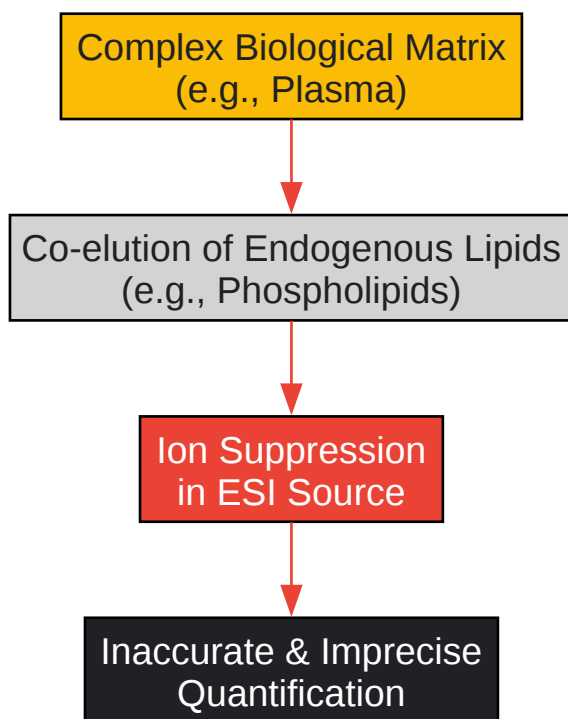 Complex Biological Matrix
(e.g., Plasma)
Co-elution of Endogenous Lipids
(e.g., Phospholipids)
Ion Suppression
in ESI Source
Inaccurate & Imprecise
Quantification